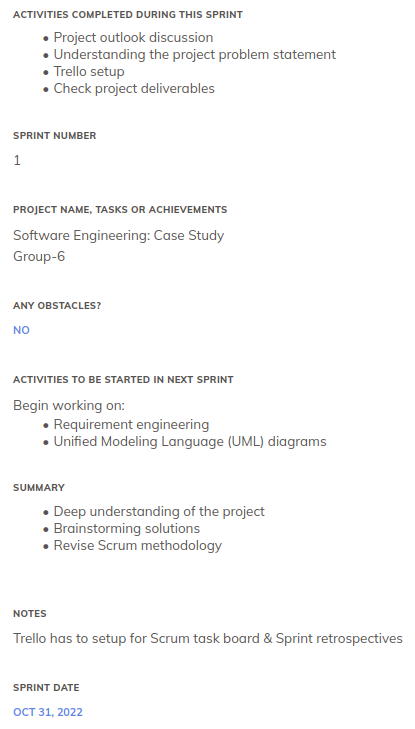 ACTIVITIES COMPLETED DURING THIS SPRINT
• Project outlook discussion
• Understanding the project problem statement
• Trello setup
• Check project deliverables
SPRINT NUMBER
1
PROJECT NAME, TASKS OR ACHIEVEMENTS
Software Engineering: Case Study
Group-6
ANY OBSTACLES?
NO
ACTIVITIES TO BE STARTED IN NEXT SPRINT
Begin working on:
• Requirement engineering
• Unified Modeling Language (UML) diagrams
SUMMARY
• Deep understanding of the project
• Brainstorming solutions
• Revise Scrum methodology
NOTES
Trello has to setup for Scrum task board & Sprint retrospectives
SPRINT DATE
OCT 31, 2022